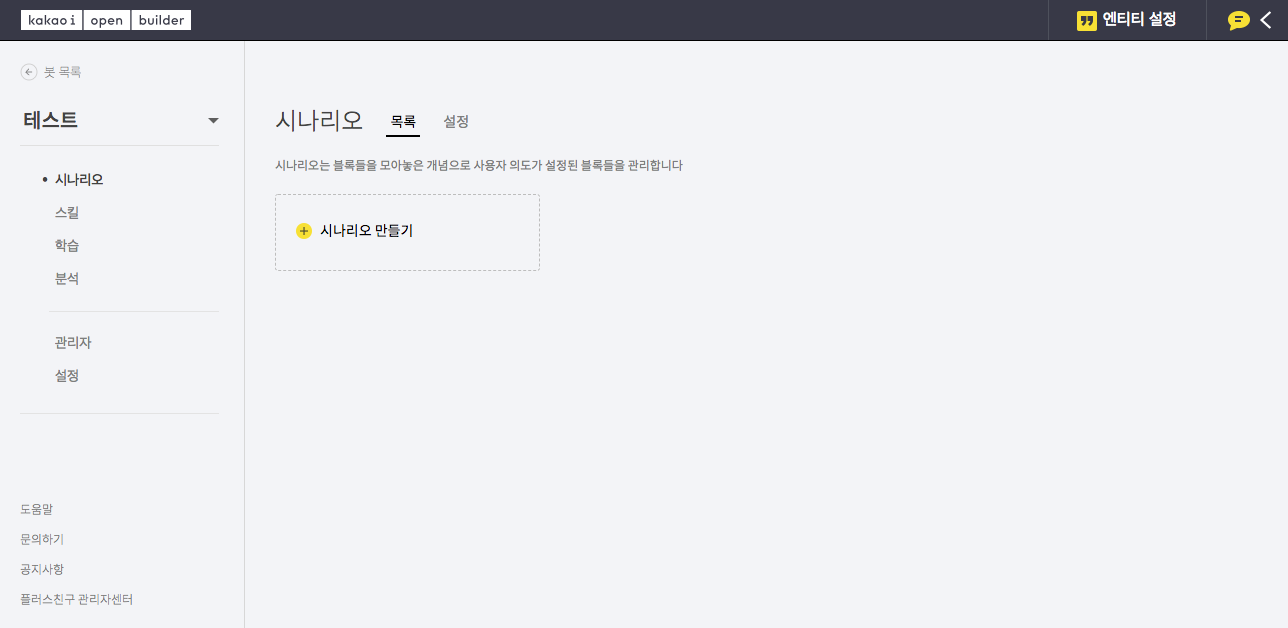 kakao i open builder
엔티티 설정
봇 목록
테스트
시나리오
스킬
학습
분석
관리자
설정
도움말
문의하기
공지사항
플러스친구 관리자센터
시나리오 목록 설정
시나리오는 블록들을 모아놓은 개념으로 사용자 의도가 설정된 블록들을 관리합니다
시나리오 만들기